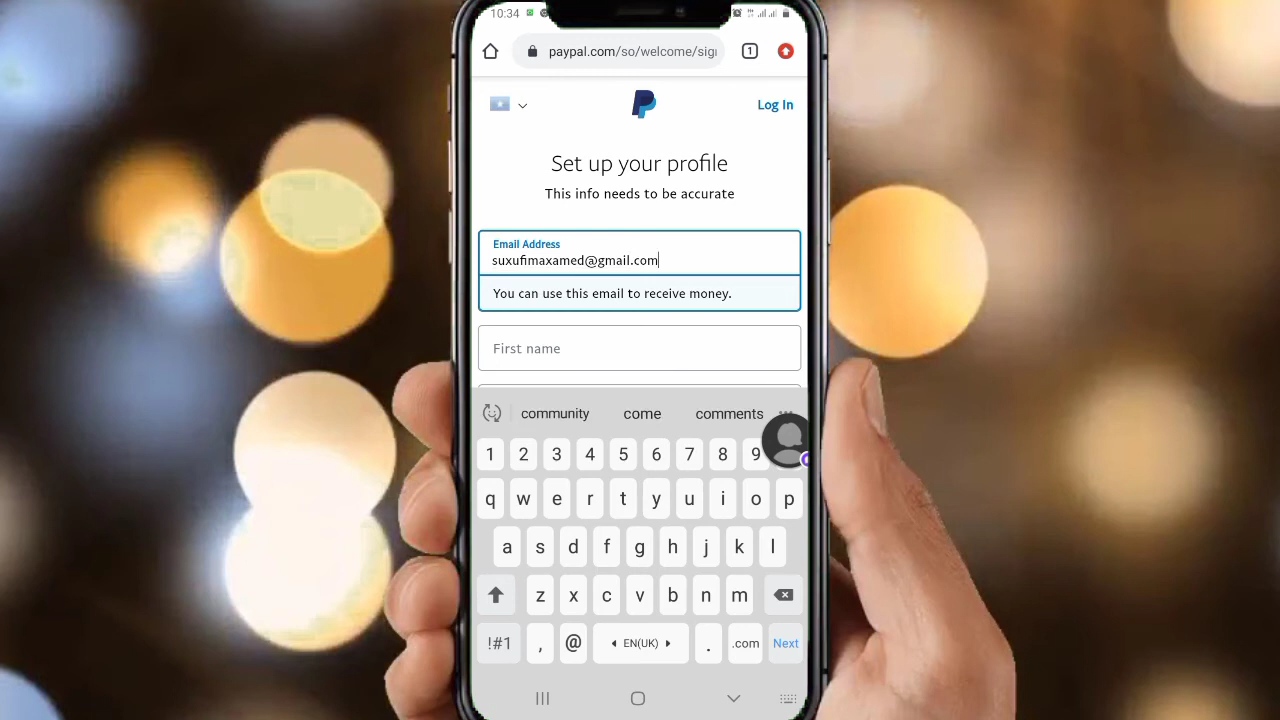 10:34
paypal.com/so/welcome/sig
1
Log In
Set up your profile
This info needs to be accurate
Email Address
suxufimaxamed@gmail.com
You can use this email to receive money.
First name
community come comments
1 2 3 4 5 6 7 8 9
q w e r t y u i o p
a s d f g h j k l
z x c v b n m
!#1 , @ EN(UK) . .com Next